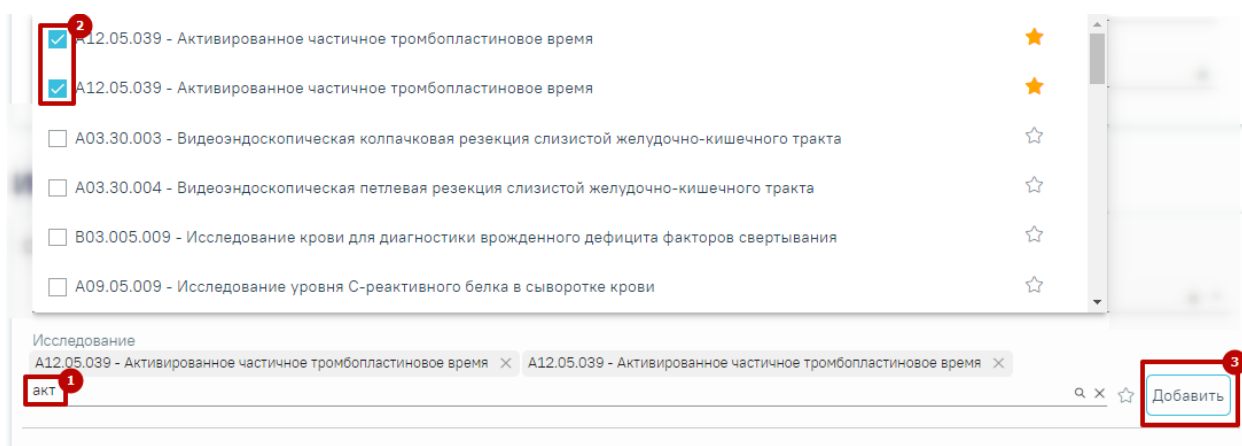 2
A12.05.039 - Активированное частичное тромбопластиновое время
A12.05.039 - Активированное частичное тромбопластиновое время
A03.30.003 - Видеоэндоскопическая колпачковая резекция слизистой желудочно-кишечного тракта
A03.30.004 - Видеоэндоскопическая петлевая резекция слизистой желудочно-кишечного тракта
B03.005.009 - Исследование крови для диагностики врожденного дефицита факторов свертывания
A09.05.009 - Исследование уровня С-реактивного белка в сыворотке крови
Исследование
A12.05.039 - Активированное частичное тромбопластиновое время A12.05.039 - Активированное частичное тромбопластиновое время
акт 1
Добавить 3